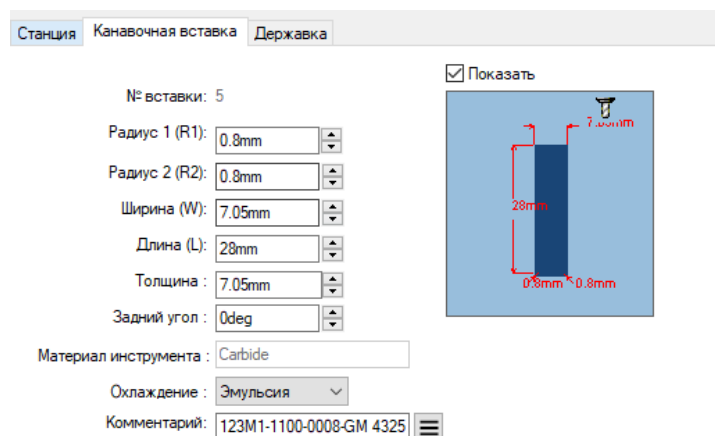 Станция Канавочная вставка Державка
Показать
№ вставки: 5
Радиус 1 (R1): 0.8mm
Радиус 2 (R2): 0.8mm
Ширина (W): 7.05mm
Длина (L): 28mm
Толщина : 7.05mm
Задний угол : 0deg
Материал инструмента : Carbide
Охлаждение : Эмульсия
Комментарий: 123M1-1100-0008-GM 4325
7.05mm
28mm
0.8mm 0.8mm